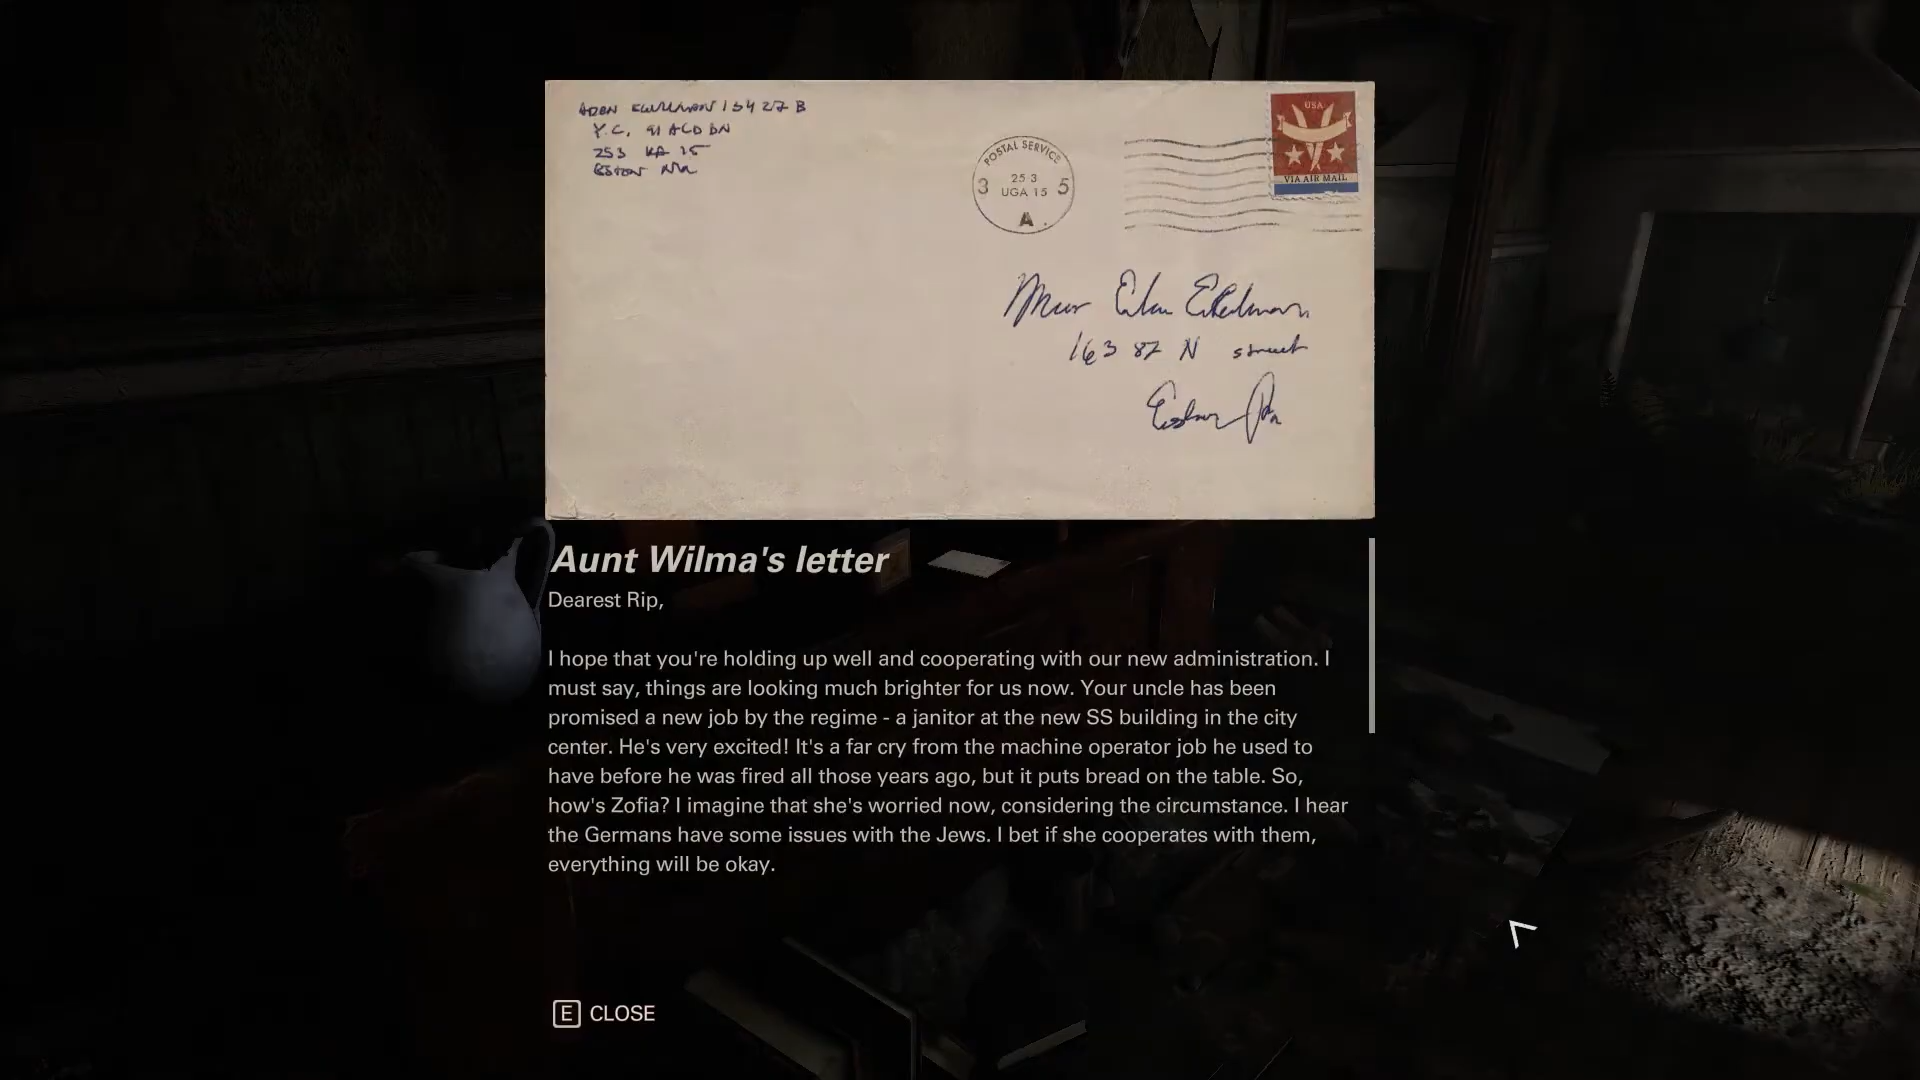 253
POSTAL SERVICE
3 25 3 5
UGA 15
A
USA
VIA AIR MAIL
163 87 N street
Aunt Wilma's letter
Dearest Rip,
I hope that you're holding up well and cooperating with our new administration. I
must say, things are looking much brighter for us now. Your uncle has been
promised a new job by the regime - a janitor at the new SS building in the city
center. He's very excited! It's a far cry from the machine operator job he used to
have before he was fired all those years ago, but it puts bread on the table. So,
how's Zofia? I imagine that she's worried now, considering the circumstance. I hear
the Germans have some issues with the Jews. I bet if she cooperates with them,
everything will be okay.
E CLOSE